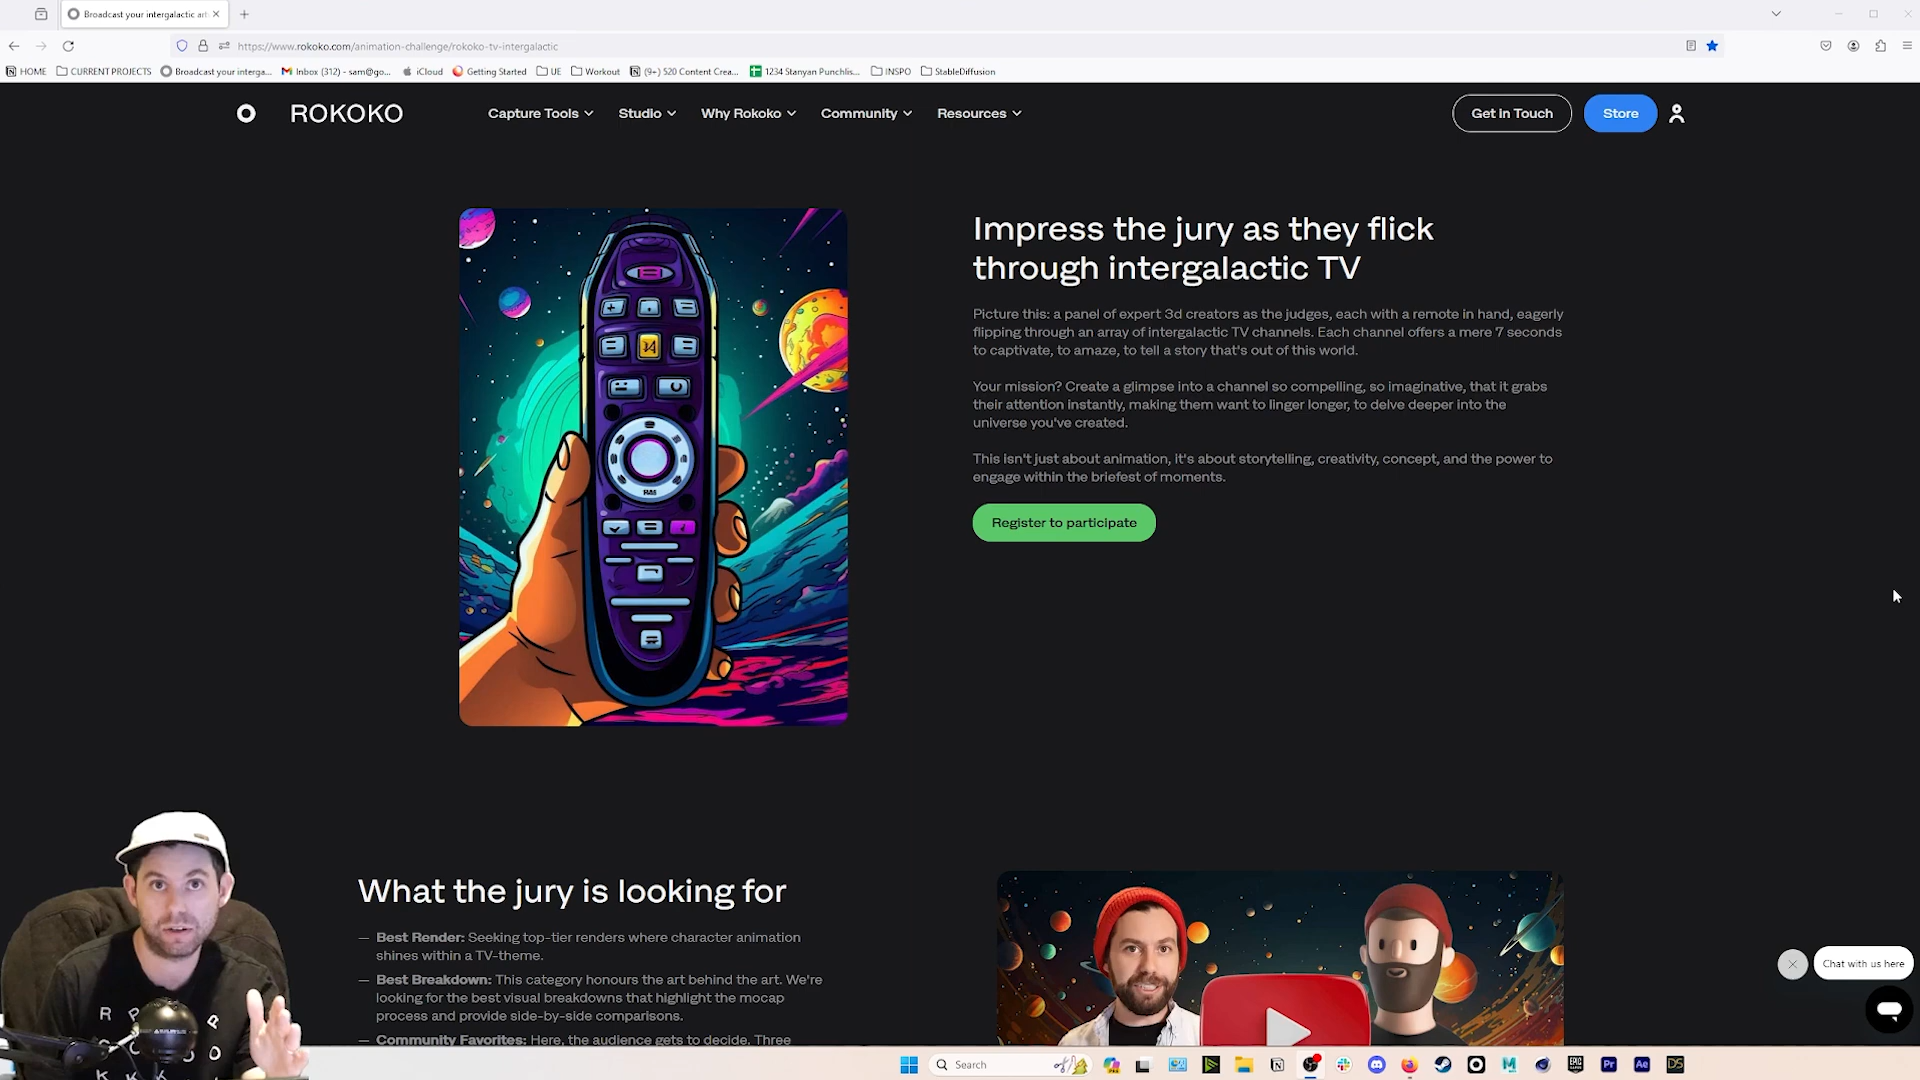 Broadcast your intergalactic art
https://www.rokoko.com/animation-challenge/rokoko-tv-intergalactic
HOME CURRENT PROJECTS Broadcast your interga... Inbox (312) - sam@go... iCloud Getting Started UE Workout (9+) 520 Content Crea... 1234 Stanyan Punchlis... INSPO StableDiffusion
ROKOKO Capture Tools Studio Why Rokoko Community Resources Get in Touch Store
Impress the jury as they flick
through intergalactic TV
Picture this: a panel of expert 3d creators as the judges, each with a remote in hand, eagerly
flipping through an array of intergalactic TV channels. Each channel offers a mere 7 seconds
to captivate, to amaze, to tell a story that's out of this world.
Your mission? Create a glimpse into a channel so compelling, so imaginative, that it grabs
their attention instantly, making them want to linger longer, to delve deeper into the
universe you've created.
This isn't just about animation, it's about storytelling, creativity, concept, and the power to
engage within the briefest of moments.
Register to participate
What the jury is looking for
— Best Render: Seeking top-tier renders where character animation
shines within a TV-theme.
— Best Breakdown: This category honours the art behind the art. We're
looking for the best visual breakdowns that highlight the mocap
process and provide side-by-side comparisons.
— Community Favorites: Here, the audience gets to decide. Three
Chat with us here
Search
Pr Ae DS